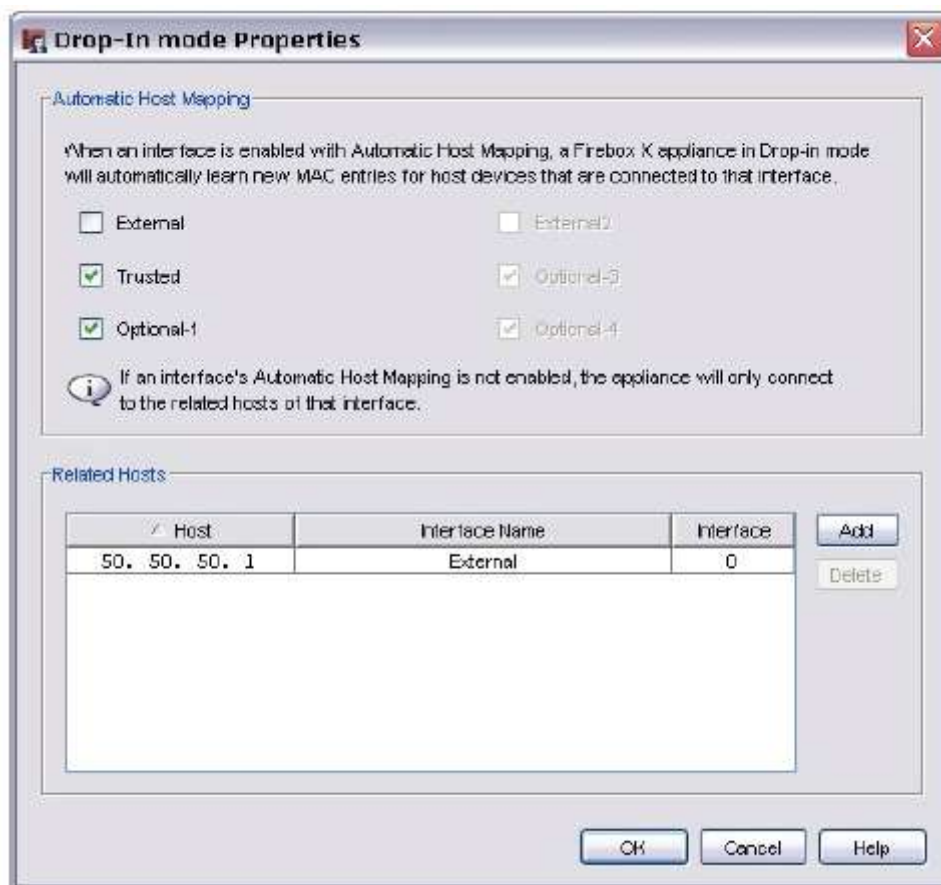 Drop-In mode Properties
Automatic Host Mapping
When an interface is enabled with Automatic Host Mapping, a Firebox X appliance in Drop-in mode
will automatically learn new MAC entries for host devices that are connected to that interface.
External
External2
Trusted
Optional-3
Optional-1
Optional-4
If an interface's Automatic Host Mapping is not enabled, the appliance will only connect
to the related hosts of that interface.
Related Hosts
Host Interface Name Interface
50. 50. 50. 1 External 0
Add
Delete
OK Cancel Help